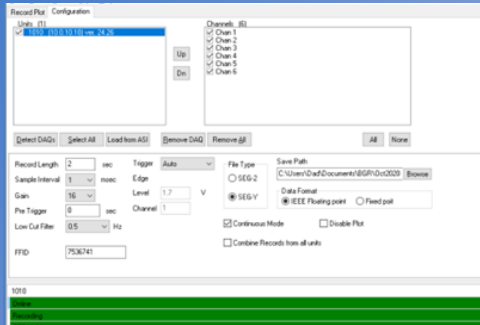 Record Plot Configuration
Units (1)
1010 (10.0.10.10) ver. 24.26
Channels (6)
Chan 1
Chan 2
Chan 3
Chan 4
Chan 5
Chan 6
Up
Dn
Detect DAQs Select All Load from ASI Remove DAQ Remove All All None
Record Length 2 sec Trigger Auto File Type Save Path
Sample Interval 1 msec Edge SEG-2 C:\Users\Dad\Documents\BGR\Oct2020 Browse
Gain 16 Level 1.7 V SEG-Y Data Format
Pre Trigger 0 sec Channel 1 IEEE Floating point Fixed point
Low Cut Filter 0.5 Hz Continuous Mode Disable Plot
Combine Records from all units
FFID 7536741
1010
Online
Recording